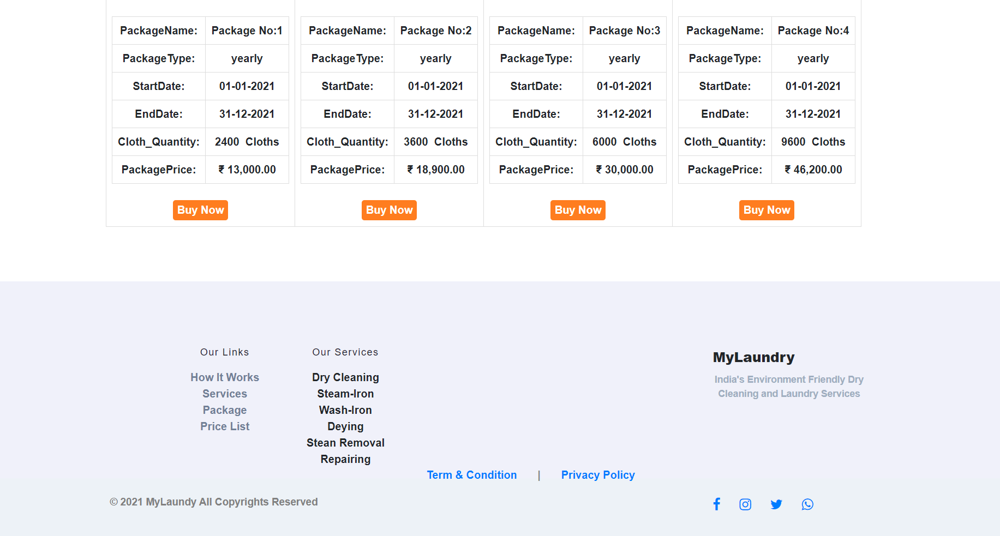 PackageName: Package No:1
PackageType: yearly
StartDate: 01-01-2021
EndDate: 31-12-2021
Cloth_Quantity: 2400 Cloths
PackagePrice: ₹ 13,000.00
Buy Now
PackageName: Package No:2
PackageType: yearly
StartDate: 01-01-2021
EndDate: 31-12-2021
Cloth_Quantity: 3600 Cloths
PackagePrice: ₹ 18,900.00
Buy Now
PackageName: Package No:3
PackageType: yearly
StartDate: 01-01-2021
EndDate: 31-12-2021
Cloth_Quantity: 6000 Cloths
PackagePrice: ₹ 30,000.00
Buy Now
PackageName: Package No:4
PackageType: yearly
StartDate: 01-01-2021
EndDate: 31-12-2021
Cloth_Quantity: 9600 Cloths
PackagePrice: ₹ 46,200.00
Buy Now
Our Links
How It Works
Services
Package
Price List
Our Services
Dry Cleaning
Steam-Iron
Wash-Iron
Deying
Stean Removal
Repairing
MyLaundry
India's Environment Friendly Dry
Cleaning and Laundry Services
Term & Condition | Privacy Policy
© 2021 MyLaundy All Copyrights Reserved